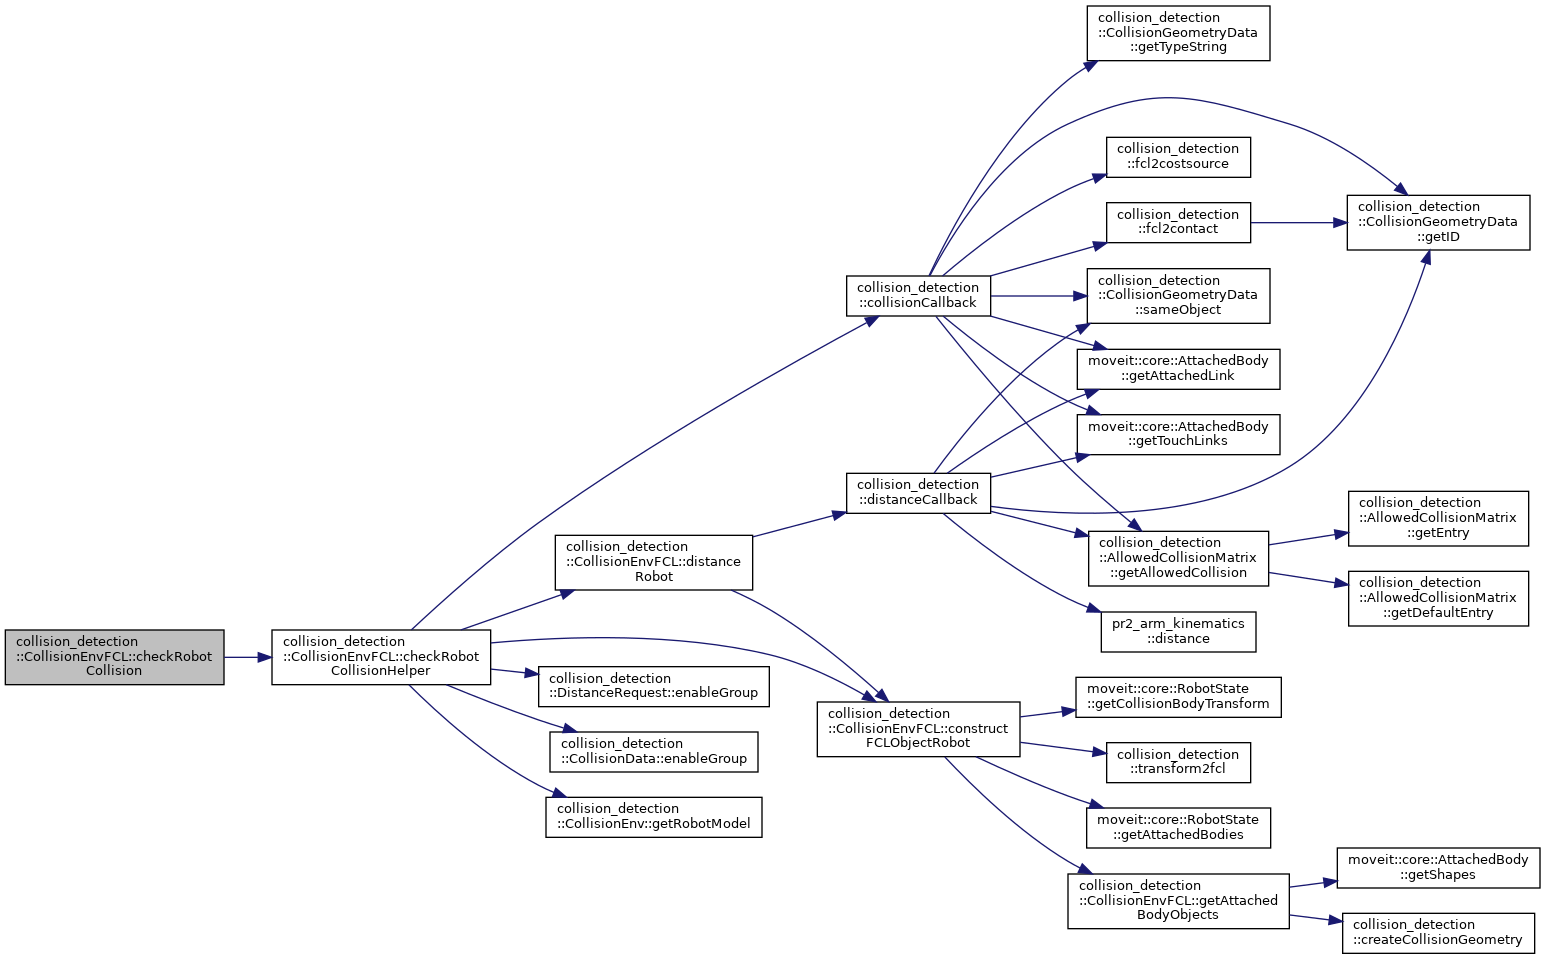 collision_detection
::CollisionGeometryData
::getTypeString
collision_detection
::fcl2costsource
collision_detection
::CollisionGeometryData
::getID
collision_detection
::fcl2contact
collision_detection
::collisionCallback
collision_detection
::CollisionGeometryData
::sameObject
moveit::core::AttachedBody
::getAttachedLink
moveit::core::AttachedBody
::getTouchLinks
collision_detection
::distanceCallback
collision_detection
::AllowedCollisionMatrix
::getEntry
collision_detection
::CollisionEnvFCL::distance
Robot
collision_detection
::AllowedCollisionMatrix
::getAllowedCollision
collision_detection
::AllowedCollisionMatrix
::getDefaultEntry
pr2_arm_kinematics
::distance
collision_detection
::CollisionEnvFCL::checkRobot
Collision
collision_detection
::CollisionEnvFCL::checkRobot
CollisionHelper
collision_detection
::DistanceRequest::enableGroup
moveit::core::RobotState
::getCollisionBodyTransform
collision_detection
::CollisionEnvFCL::construct
FCLObjectRobot
collision_detection
::CollisionData::enableGroup
collision_detection
::transform2fcl
collision_detection
::CollisionEnv::getRobotModel
moveit::core::RobotState
::getAttachedBodies
moveit::core::AttachedBody
::getShapes
collision_detection
::CollisionEnvFCL::getAttached
BodyObjects
collision_detection
::createCollisionGeometry